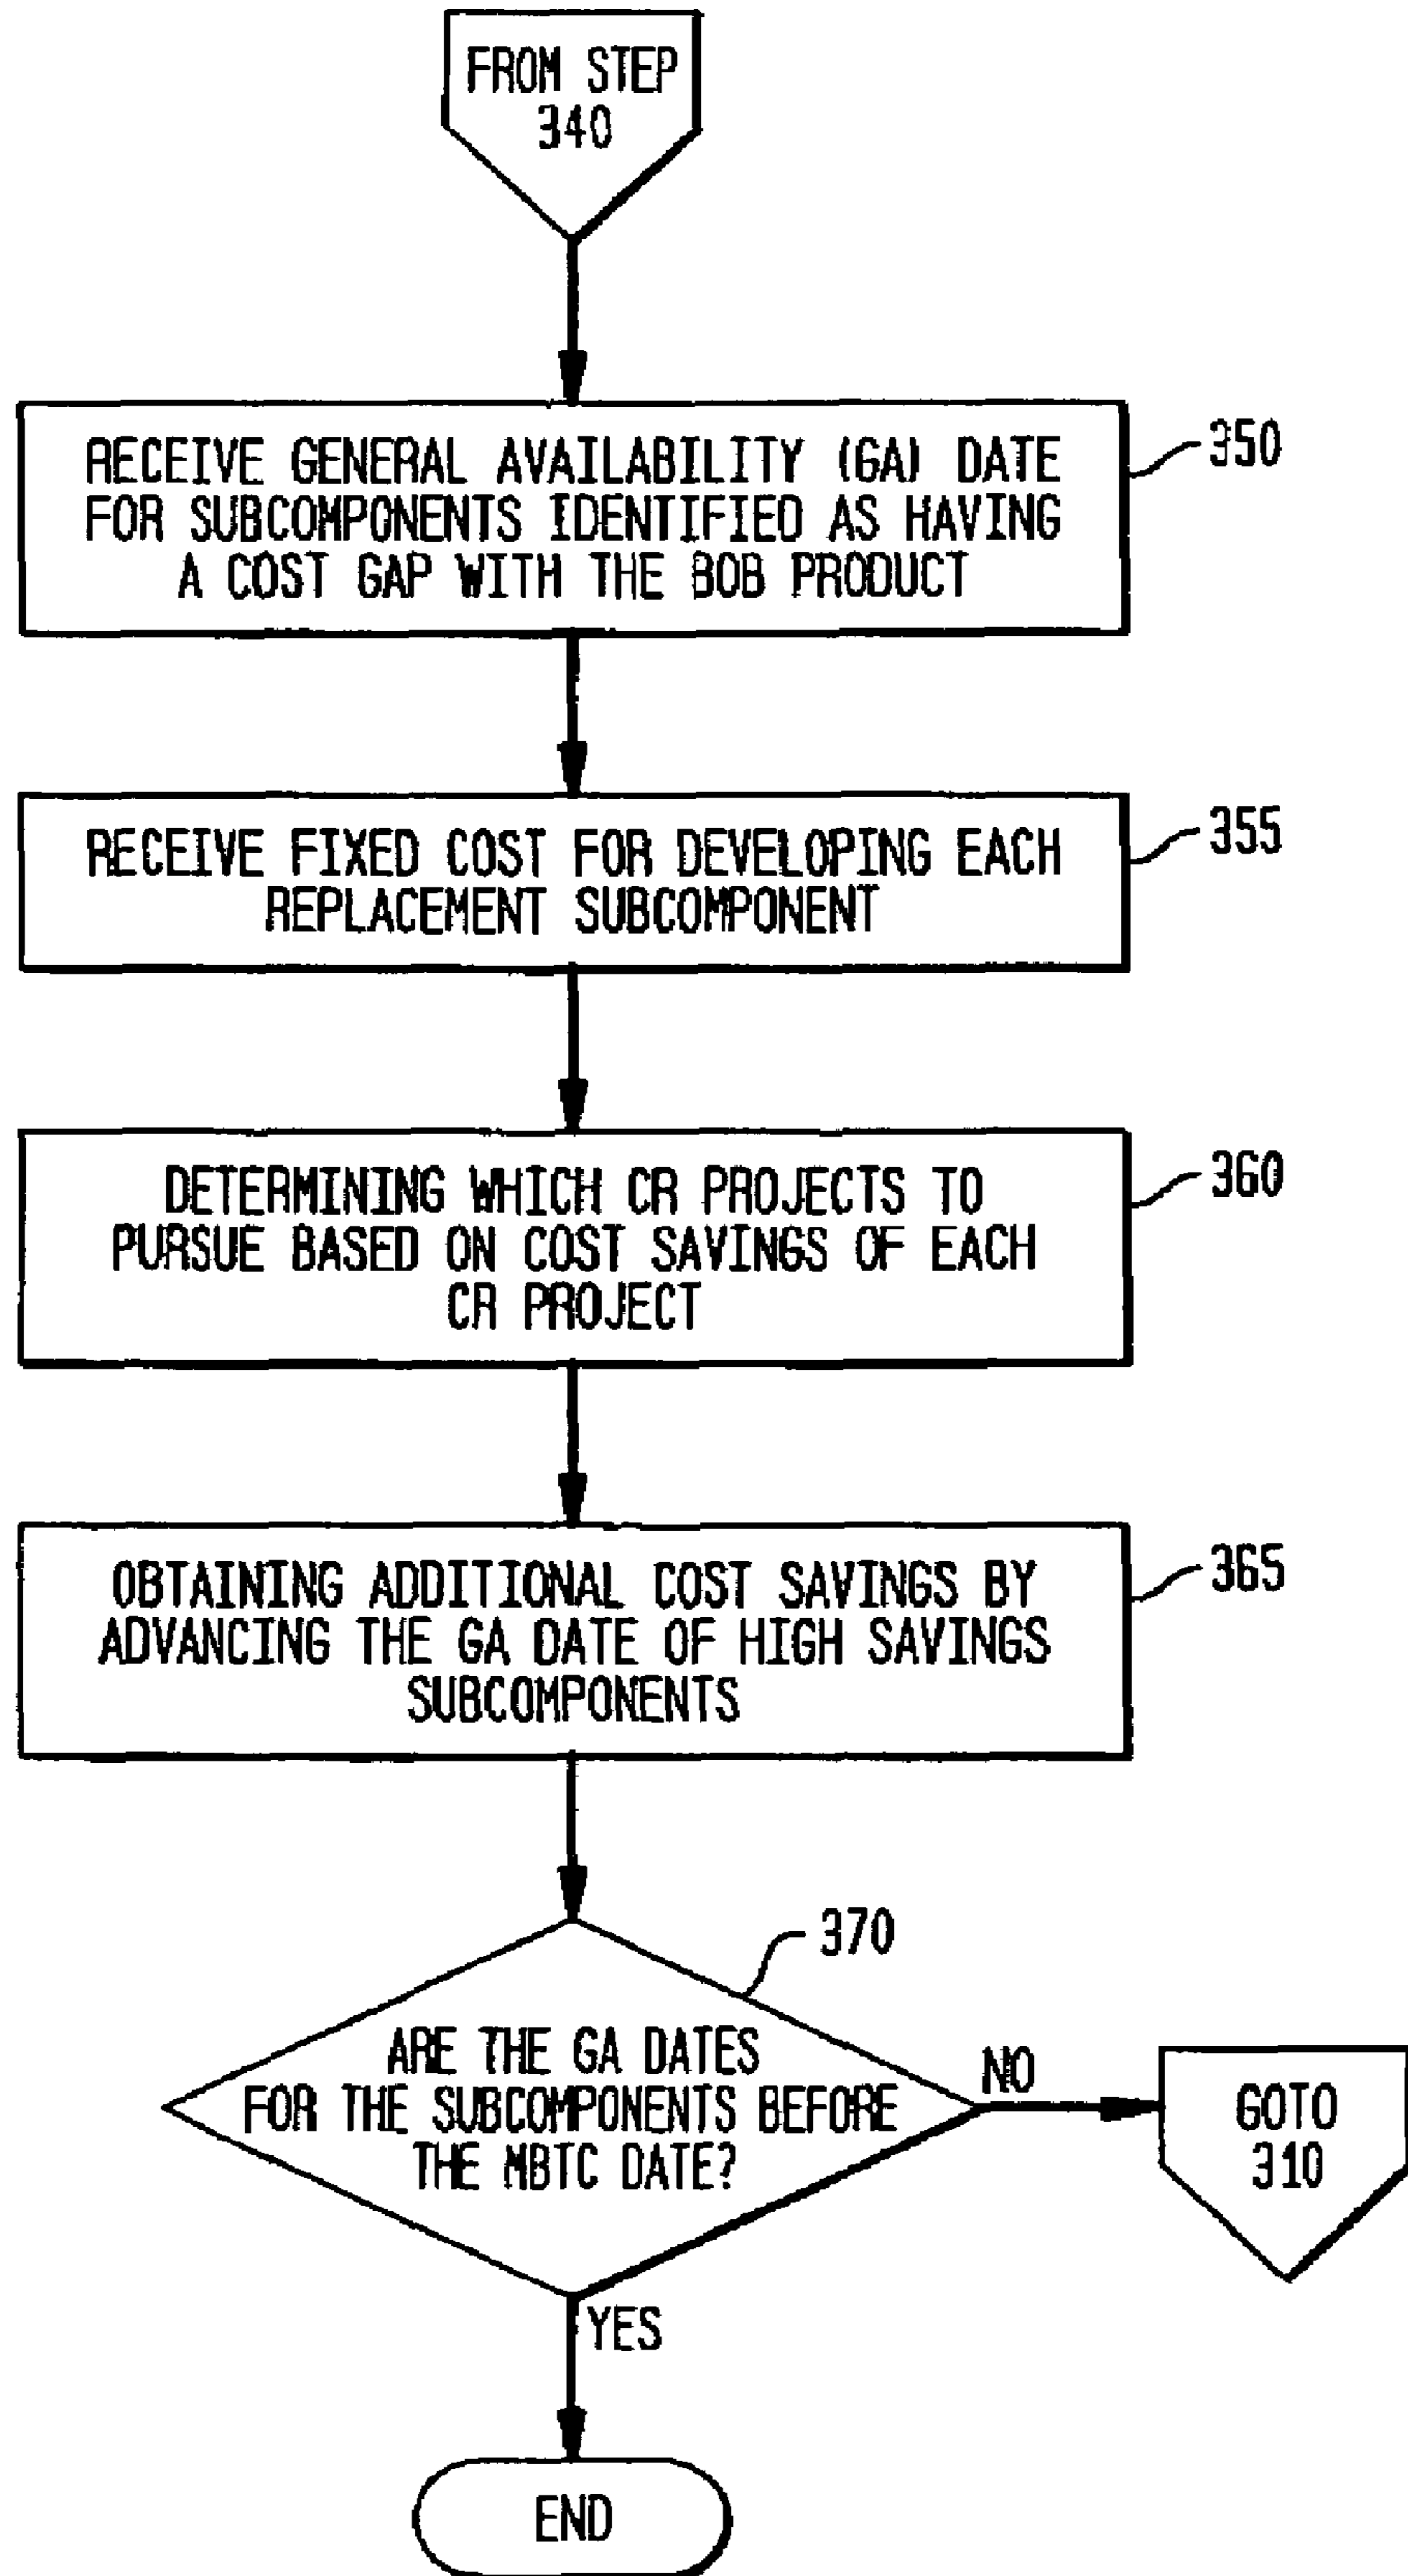 FROM STEP
340
RECEIVE GENERAL AVAILABILITY (GA) DATE
FOR SUBCOMPONENTS IDENTIFIED AS HAVING
A COST GAP WITH THE BOB PRODUCT
350
RECEIVE FIXED COST FOR DEVELOPING EACH
REPLACEMENT SUBCOMPONENT
355
DETERMINING WHICH CR PROJECTS TO
PURSUE BASED ON COST SAVINGS OF EACH
CR PROJECT
360
OBTAINING ADDITIONAL COST SAVINGS BY
ADVANCING THE GA DATE OF HIGH SAVINGS
SUBCOMPONENTS
365
370
ARE THE GA DATES
FOR THE SUBCOMPONENTS BEFORE
THE MBTC DATE?
NO
GOTO
310
YES
END